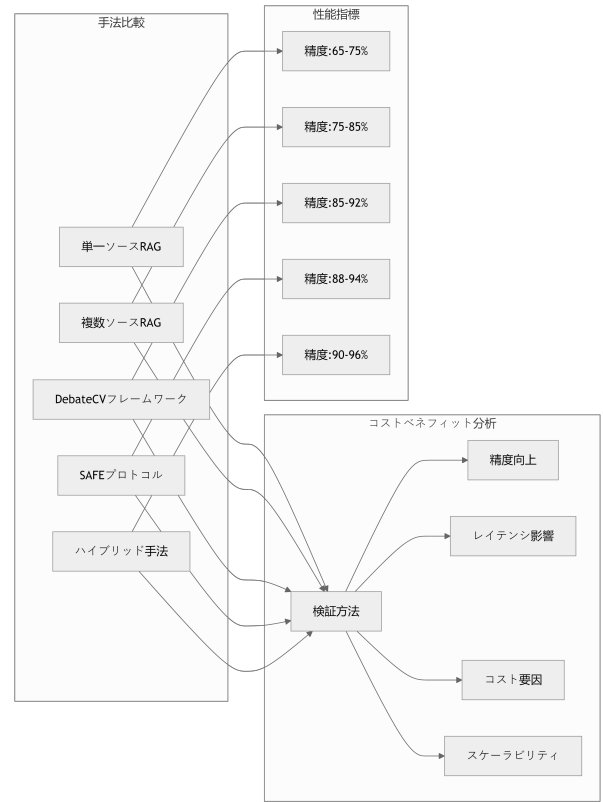 手法比較
単一ソースRAG
複数ソースRAG
DebateCVフレームワーク
SAFEプロトコル
ハイブリッド手法
性能指標
精度:65-75%
精度:75-85%
精度:85-92%
精度:88-94%
精度:90-96%
コストベネフィット分析
検証方法
精度向上
レイテンシ影響
コスト要因
スケーラビリティ